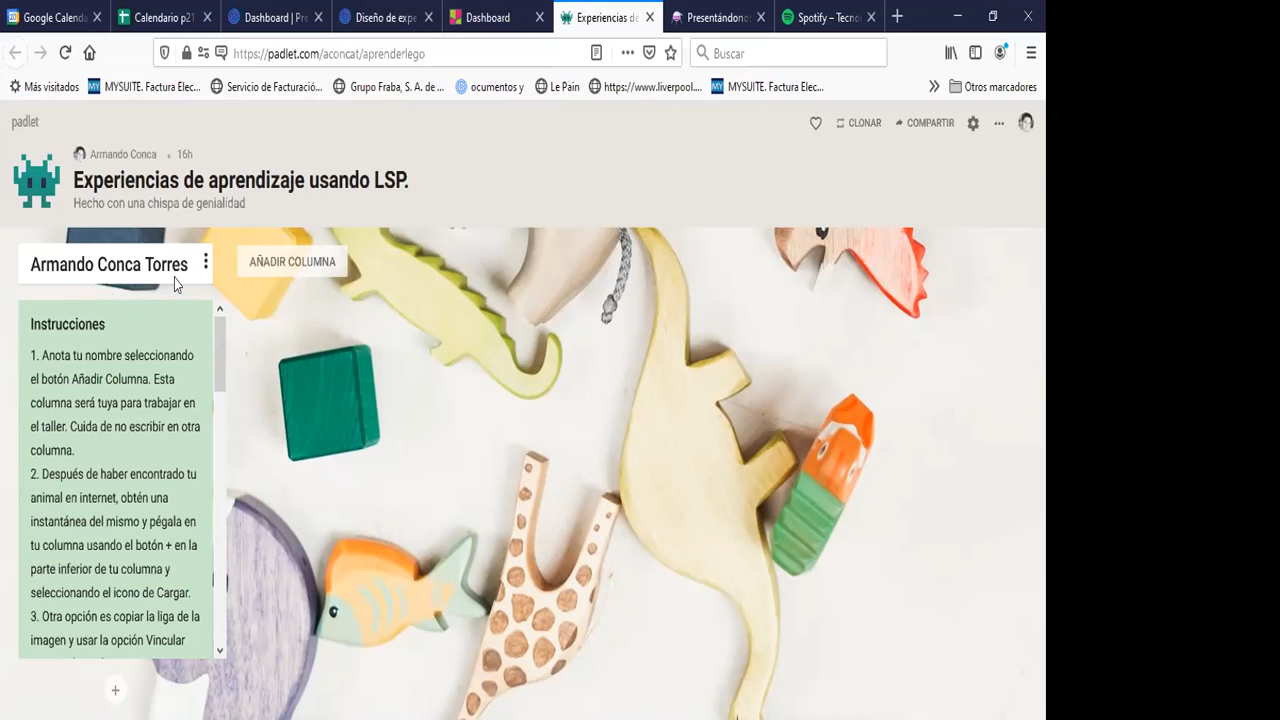 Google Calenda
Calendario p21
Dashboard | Pre
Diseño de expe
Dashboard
Experiencias de
Presentándonos
Spotify – Tecno
https://padlet.com/aconcat/aprenderlego
Buscar
Más visitados
MYSUITE. Factura Elec...
Servicio de Facturació...
Grupo Fraba, S. A. de ...
ocumentos y
Le Pain
https://www.liverpool....
MYSUITE. Factura Elec...
Otros marcadores
padlet
CLONAR
COMPARTIR
Armando Conca • 16h
Experiencias de aprendizaje usando LSP.
Hecho con una chispa de genialidad
Armando Conca Torres
AÑADIR COLUMNA
Instrucciones
1. Anota tu nombre seleccionando
el botón Añadir Columna. Esta
columna será tuya para trabajar en
el taller. Cuida de no escribir en otra
columna.
2. Después de haber encontrado tu
animal en internet, obtén una
instantánea del mismo y pégala en
tu columna usando el botón + en la
parte inferior de tu columna y
seleccionando el icono de Cargar.
3. Otra opción es copiar la liga de la
imagen y usar la opción Vincular